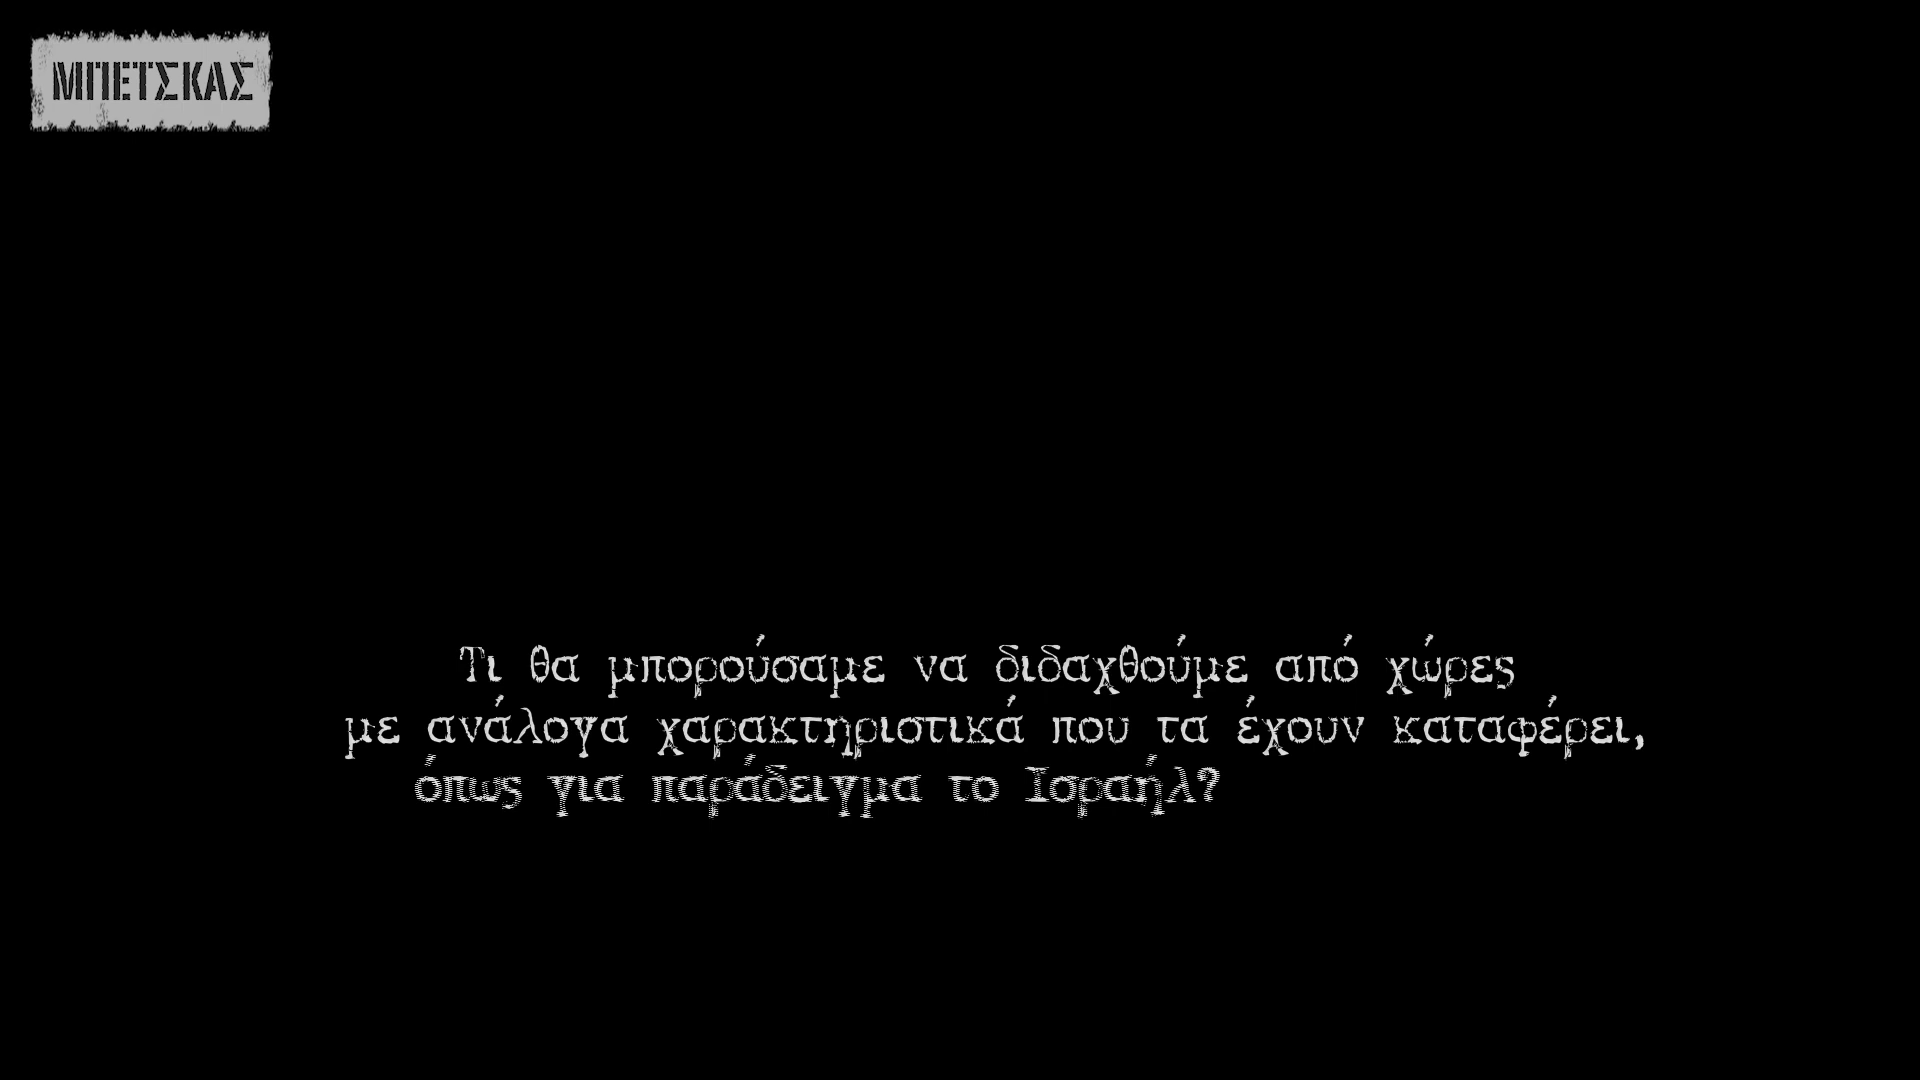 ΜΠΕΤΣΚΑΣ
Τι θα μπορούσαμε να διδαχθούμε από χώρες
με ανάλογα χαρακτηριστικά που τα έχουν καταφέρει,
όπως για παράδειγμα το Ισραήλ?